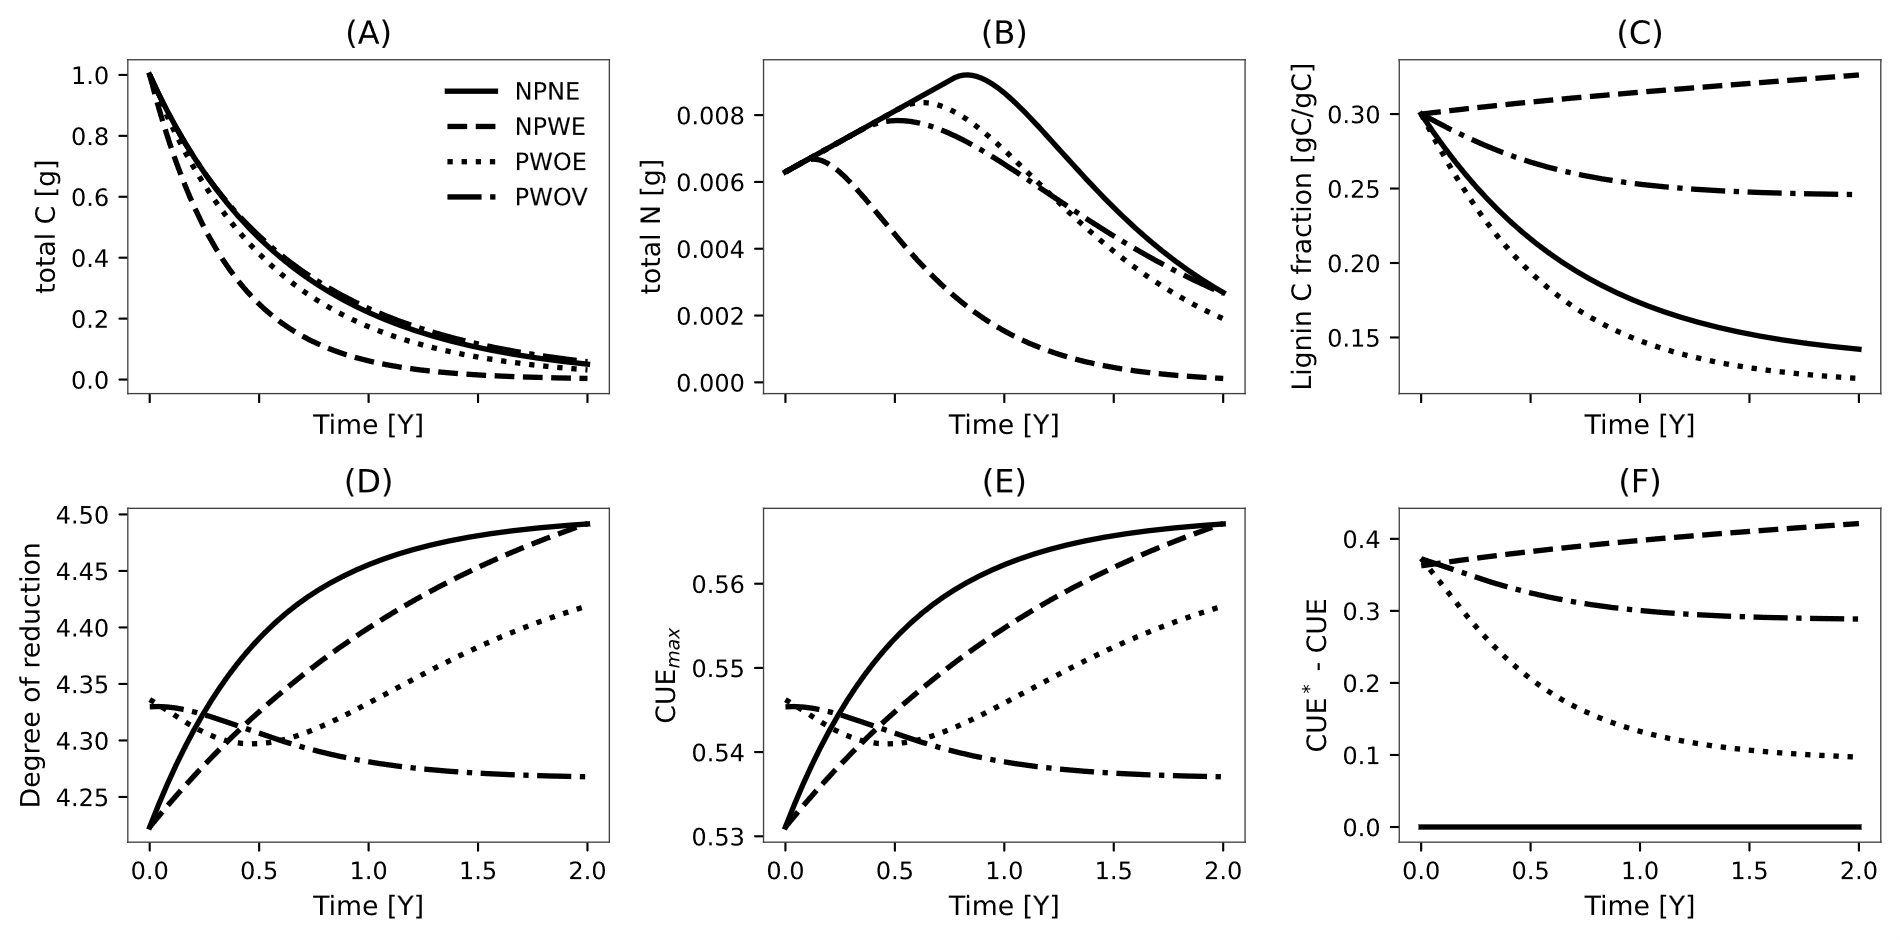 (A)
total C [g]
1.0
0.8
0.6
0.4
0.2
0.0
NPNE
NPWE
PWOE
PWOV
Time [Y]
(B)
total N [g]
0.008
0.006
0.004
0.002
0.000
Time [Y]
(C)
Lignin C fraction [gC/gC]
0.30
0.25
0.20
0.15
Time [Y]
(D)
Degree of reduction
4.50
4.45
4.40
4.35
4.30
4.25
0.0 0.5 1.0 1.5 2.0
Time [Y]
(E)
CUEmax
0.56
0.55
0.54
0.53
0.0 0.5 1.0 1.5 2.0
Time [Y]
(F)
CUE* - CUE
0.4
0.3
0.2
0.1
0.0
0.0 0.5 1.0 1.5 2.0
Time [Y]